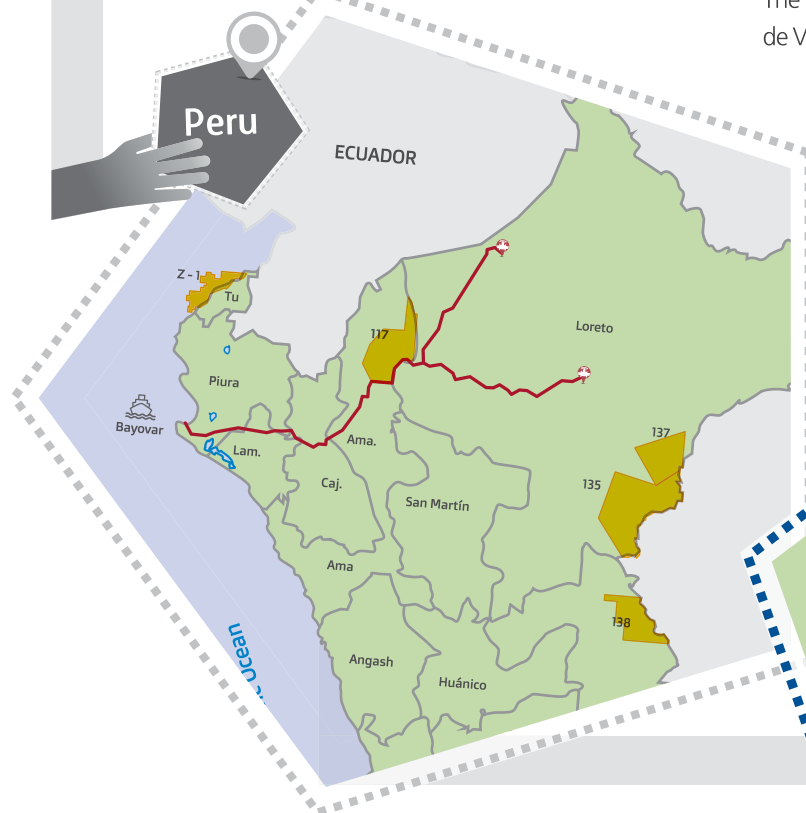 de V
Peru
ECUADOR
Z - 1
Tu
117
Loreto
Piura
Bayovar
Lam.
Ama.
137
135
Caj.
San Martín
Ama
138
Angash
Huánico
Ocean